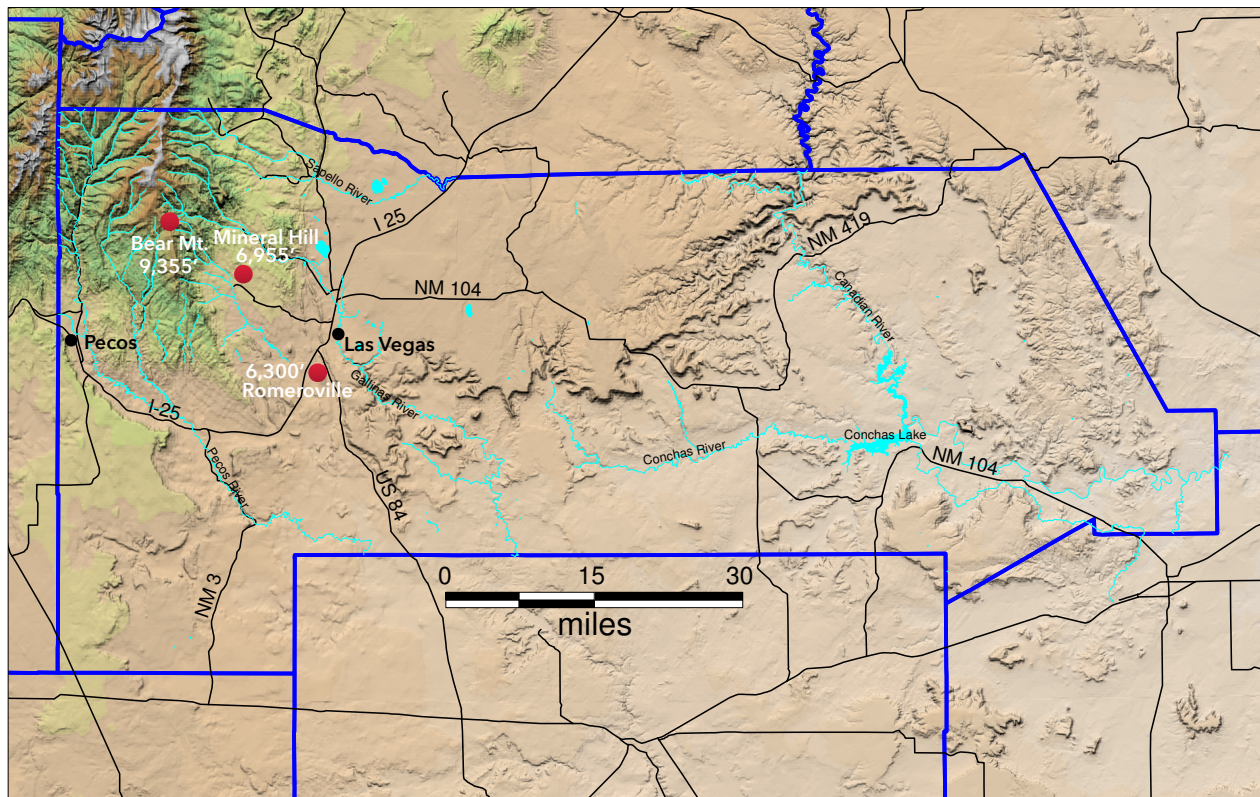 Sapello River
I 25
Bear Mt.
9,355'
Mineral Hill
6,955'
NM 419
Canadian River
NM 104
Pecos
Las Vegas
6,300'
Romeroville
Gallinas River
I-25
Conchas River
Conchas Lake
NM 104
Pecos River
US 84
NM 3
0 15 30
miles